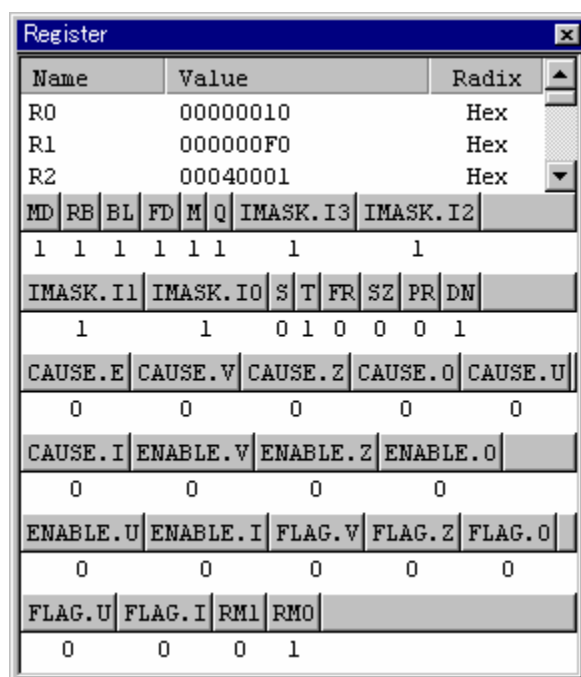 Register
Name Value Radix
R0 00000010 Hex
R1 000000F0 Hex
R2 00040001 Hex
MD RB BL FD M Q IMASK.I3 IMASK.I2
1 1 1 1 1 1 1 1
IMASK.I1 IMASK.I0 S T FR SZ PR DN
1 1 0 1 0 0 0 1
CAUSE.E CAUSE.V CAUSE.Z CAUSE.O CAUSE.U
0 0 0 0 0
CAUSE.I ENABLE.V ENABLE.Z ENABLE.O
0 0 0 0
ENABLE.U ENABLE.I FLAG.V FLAG.Z FLAG.O
0 0 0 0 0
FLAG.U FLAG.I RM1 RM0
0 0 0 1